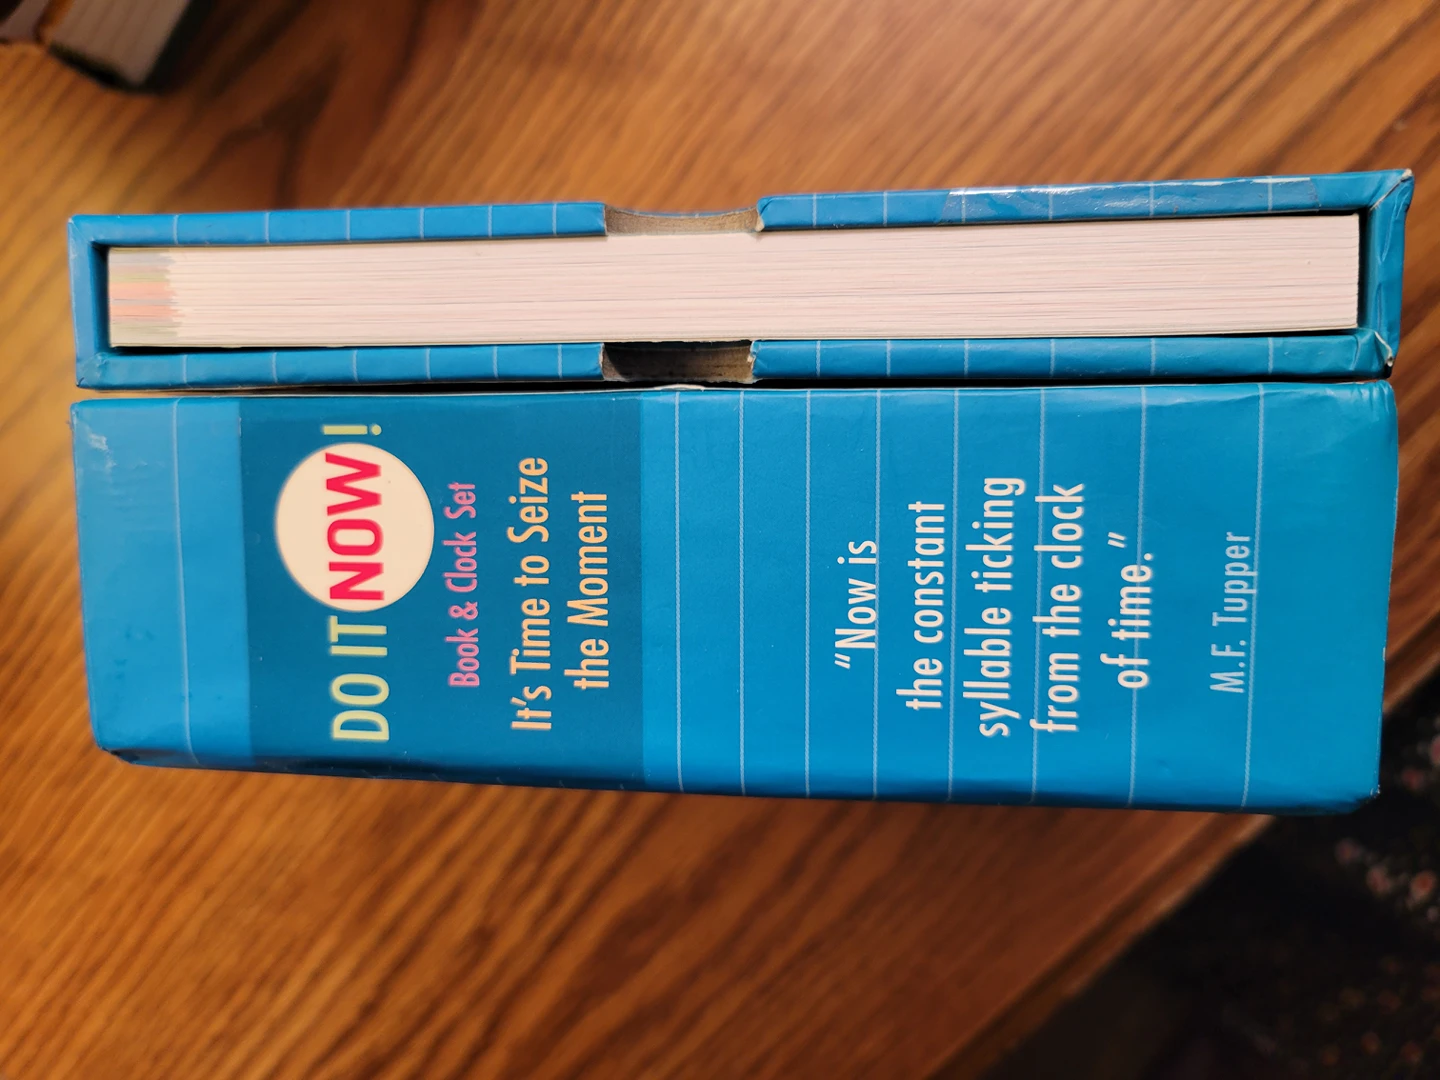 DO IT NOW!
Book & Clock Set
It's Time to Seize
the Moment
“Now is
the constant
syllable ticking
from the clock
of time.”
M.F. Tupper